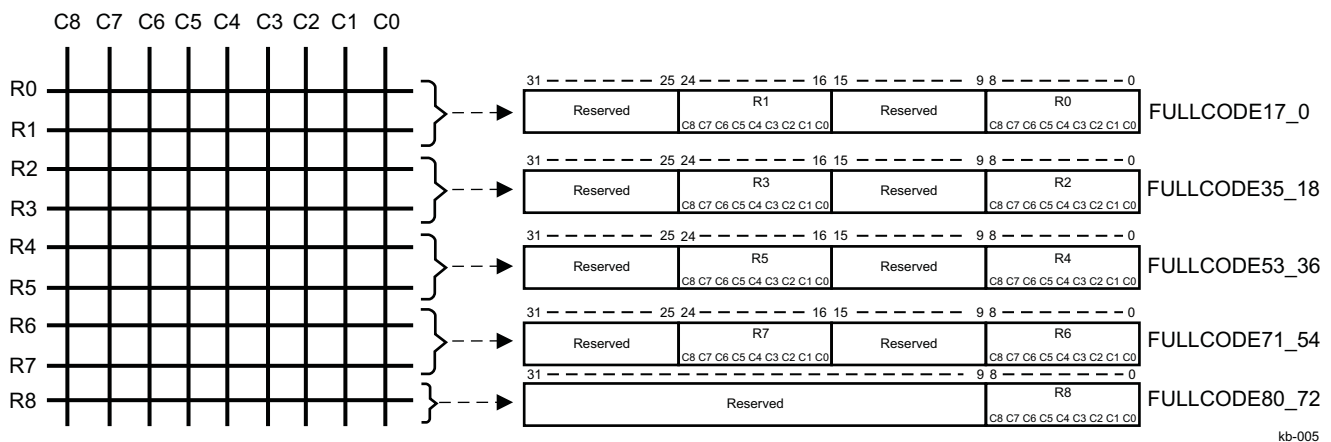 C8 C7 C6 C5 C4 C3 C2 C1 C0
R0
R1
R2
R3
R4
R5
R6
R7
R8
31 25 24 16 15 9 8 0
Reserved R1 Reserved R0
C8 C7 C6 C5 C4 C3 C2 C1 C0 C8 C7 C6 C5 C4 C3 C2 C1 C0
FULLCODE17_0
31 25 24 16 15 9 8 0
Reserved R3 Reserved R2
C8 C7 C6 C5 C4 C3 C2 C1 C0 C8 C7 C6 C5 C4 C3 C2 C1 C0
FULLCODE35_18
31 25 24 16 15 9 8 0
Reserved R5 Reserved R4
C8 C7 C6 C5 C4 C3 C2 C1 C0 C8 C7 C6 C5 C4 C3 C2 C1 C0
FULLCODE53_36
31 25 24 16 15 9 8 0
Reserved R7 Reserved R6
C8 C7 C6 C5 C4 C3 C2 C1 C0 C8 C7 C6 C5 C4 C3 C2 C1 C0
FULLCODE71_54
31 9 8 0
Reserved R8
C8 C7 C6 C5 C4 C3 C2 C1 C0
FULLCODE80_72
kb-005